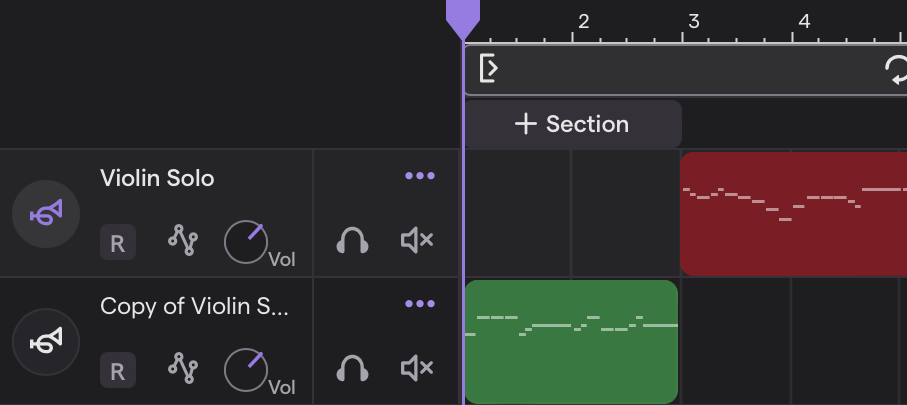 2 3 4
+ Section
Violin Solo
R Vol
Copy of Violin S...
R Vol